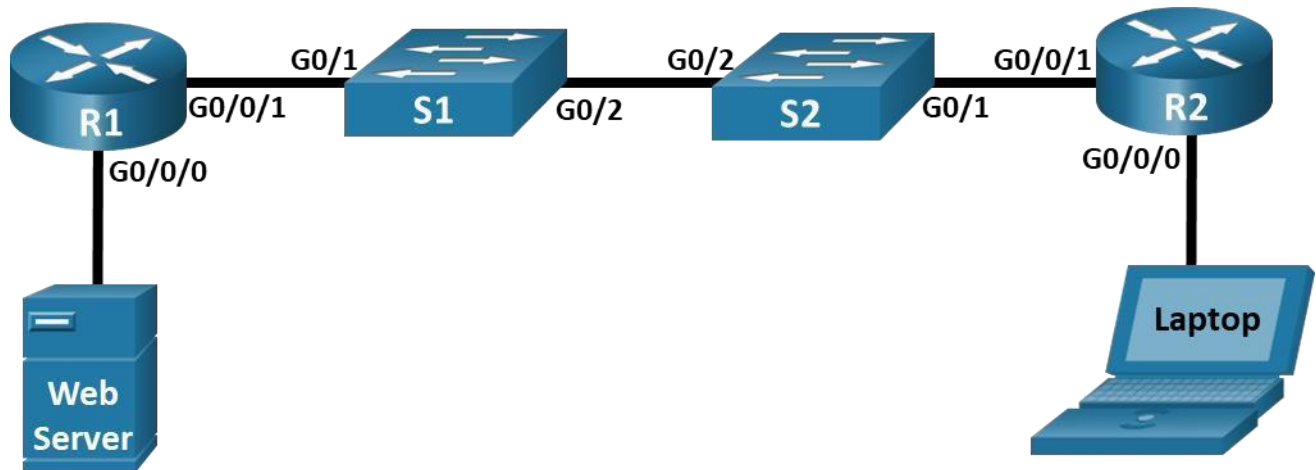 R1
G0/0/1
G0/0/0
G0/1
S1
G0/2
G0/2
S2
G0/1
G0/0/1
R2
G0/0/0
Web
Server
Laptop